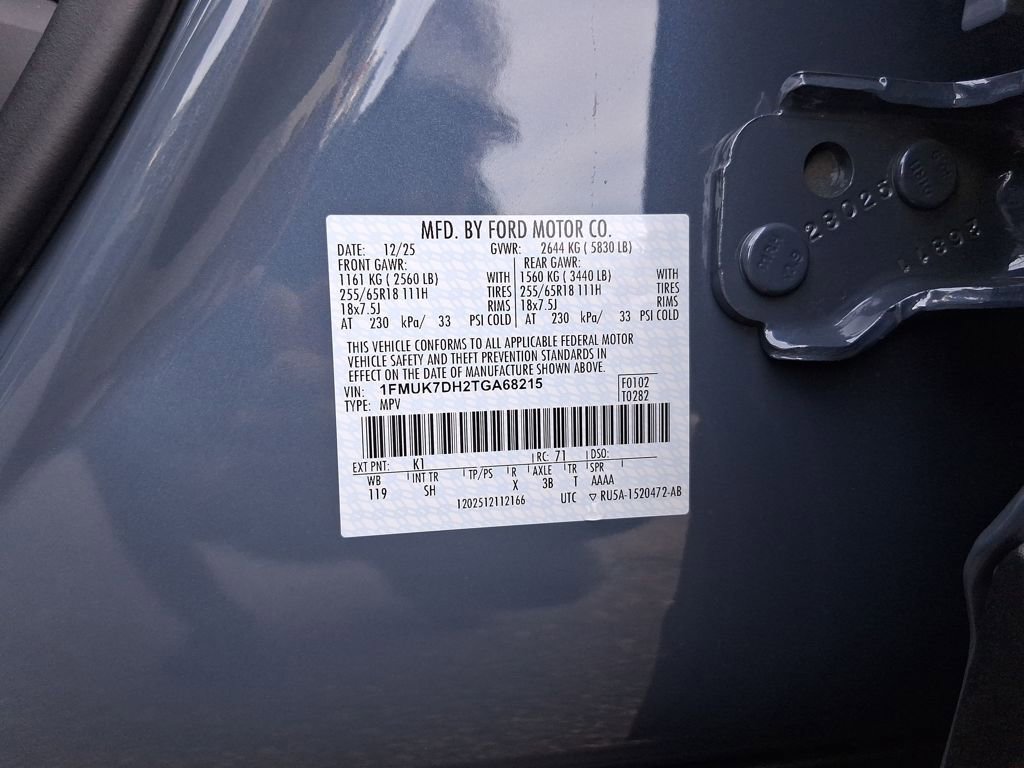 MFD. BY FORD MOTOR CO.
DATE: 12/25 GVWR: 2644 KG ( 5830 LB)
FRONT GAWR: REAR GAWR:
1161 KG ( 2560 LB) WITH 1560 KG ( 3440 LB) WITH
255/65R18 111H TIRES 255/65R18 111H TIRES
18x7.5J RIMS 18x7.5J RIMS
AT 230 kPa/ 33 PSI COLD AT 230 kPa/ 33 PSI COLD
THIS VEHICLE CONFORMS TO ALL APPLICABLE FEDERAL MOTOR
VEHICLE SAFETY AND THEFT PREVENTION STANDARDS IN
EFFECT ON THE DATE OF MANUFACTURE SHOWN ABOVE.
VIN: 1FMUK7DH2TGA68215 F0102
TYPE: MPV T0282
EXT PNT: K1 RC: 71 DSO:
WB INT TR TP/PS R AXLE TR SPR
119 SH X 3B T AAAA
1202512112166 UTC ▽ RU5A-1520472-AB
23025